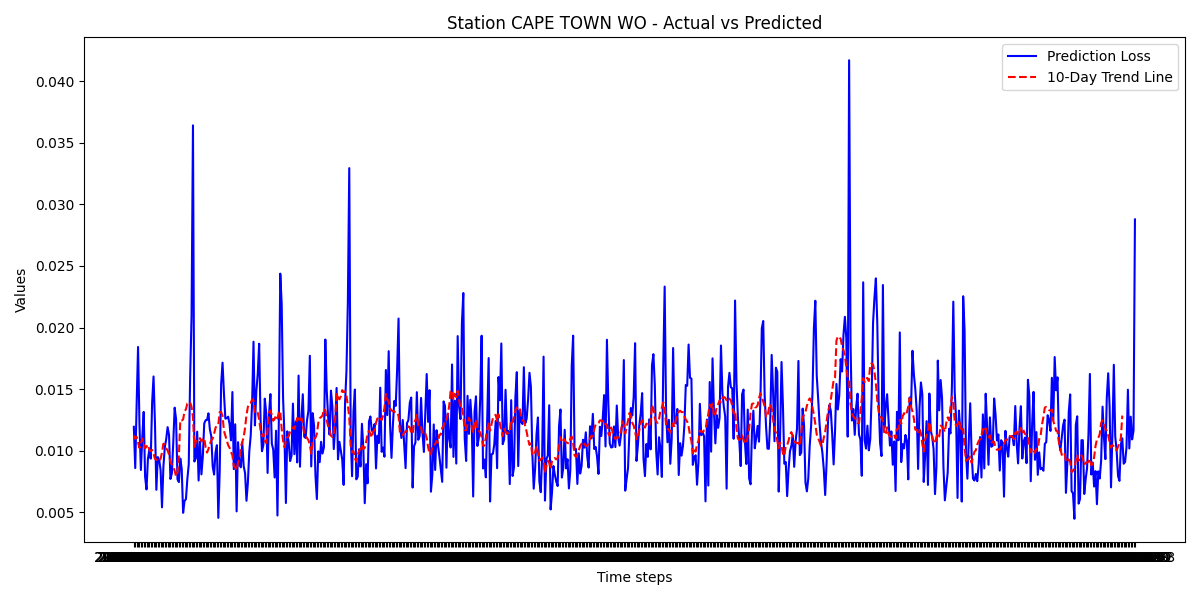 Station CAPE TOWN WO - Actual vs Predicted
Prediction Loss
10-Day Trend Line
0.040
0.035
0.030
0.025
0.020
0.015
0.010
0.005
Values
Time steps